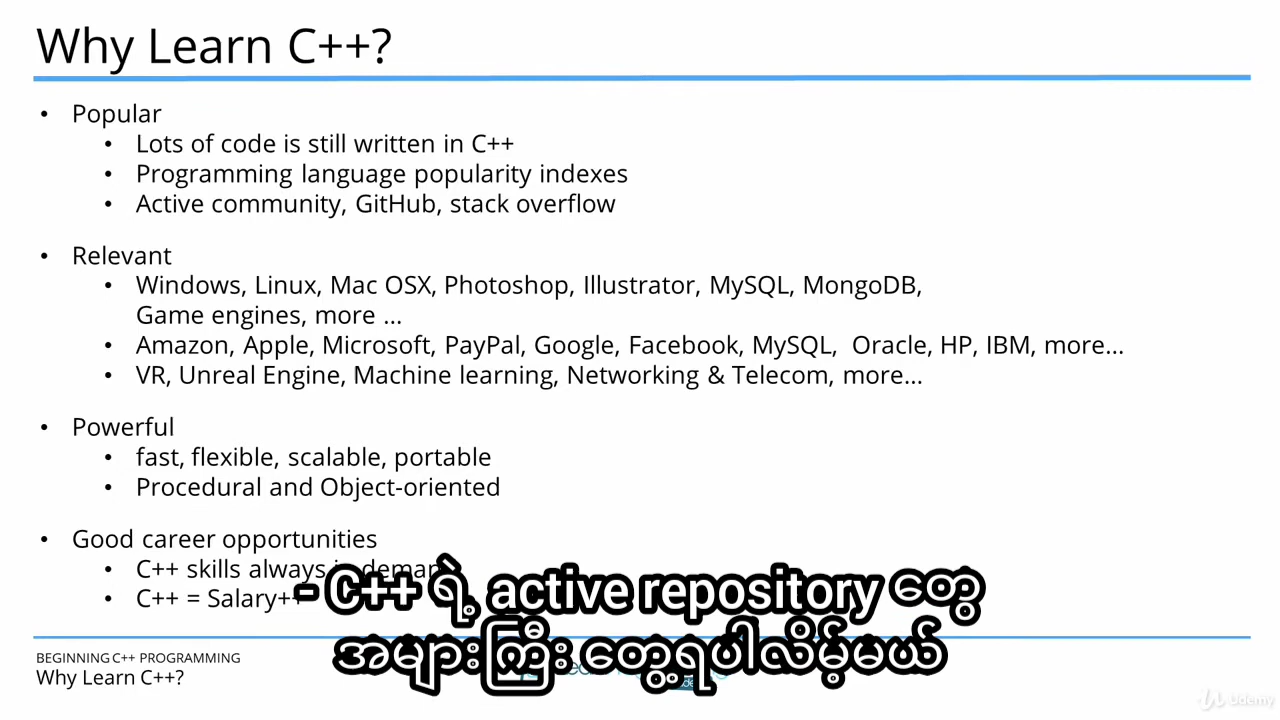 Why Learn C++?
• Popular
• Lots of code is still written in C++
• Programming language popularity indexes
• Active community, GitHub, stack overflow
• Relevant
• Windows, Linux, Mac OSX, Photoshop, Illustrator, MySQL, MongoDB,
Game engines, more ...
• Amazon, Apple, Microsoft, PayPal, Google, Facebook, MySQL, Oracle, HP, IBM, more...
• VR, Unreal Engine, Machine learning, Networking & Telecom, more...
• Powerful
• fast, flexible, scalable, portable
• Procedural and Object-oriented
• Good career opportunities
• C++ skills always
• C++ = Salary++
- C++ ရဲ့ active repository တွေ
အများကြီး တွေ့ရပါလိမ့်မယ်
BEGINNING C++ PROGRAMMING
Why Learn C++?
Udemy